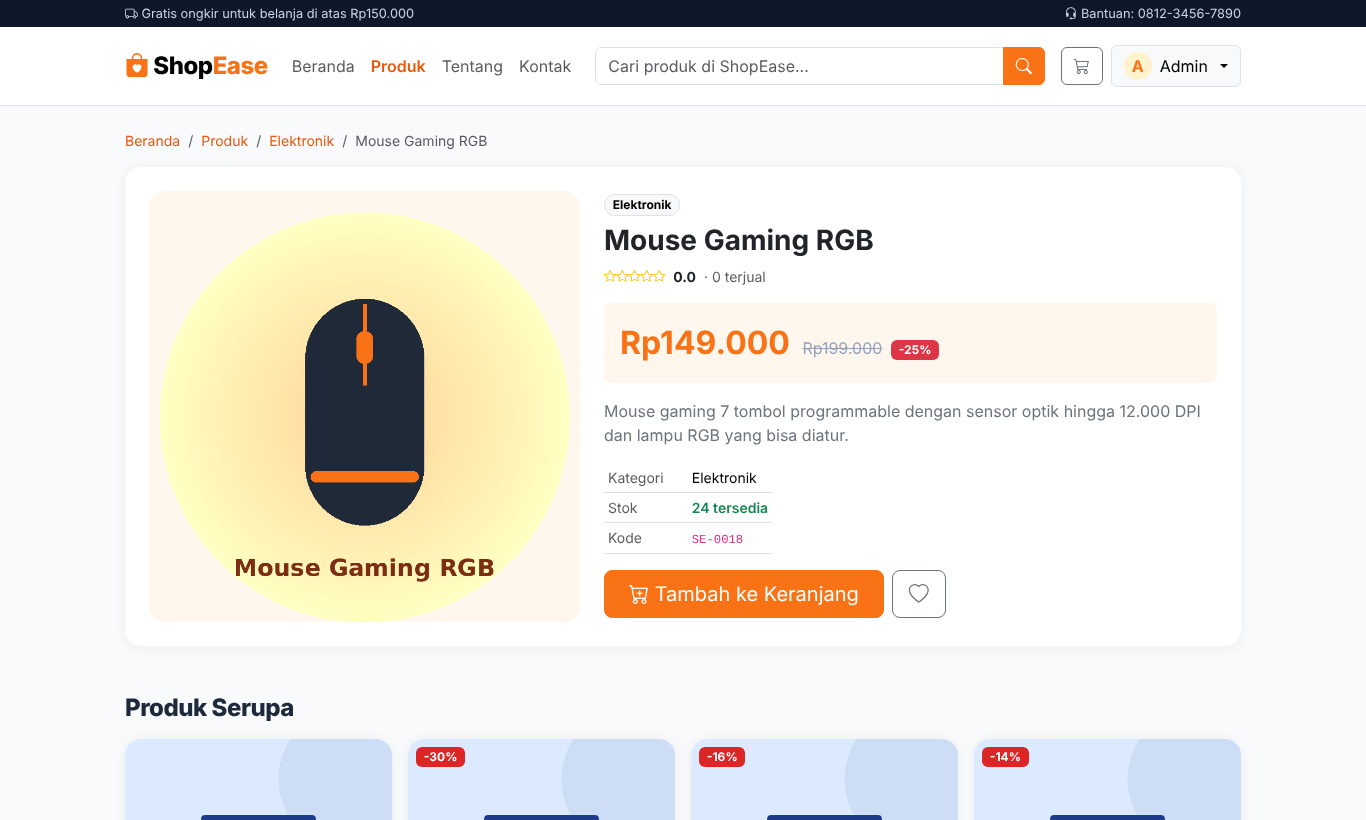 Gratis ongkir untuk belanja di atas Rp150.000
Bantuan: 0812-3456-7890
ShopEase
Beranda
Produk
Tentang
Kontak
Cari produk di ShopEase...
A
Admin
Beranda / Produk / Elektronik / Mouse Gaming RGB
Mouse Gaming RGB
Elektronik
Mouse Gaming RGB
0.0 · 0 terjual
Rp149.000 Rp199.000 -25%
Mouse gaming 7 tombol programmable dengan sensor optik hingga 12.000 DPI
dan lampu RGB yang bisa diatur.
Kategori Elektronik
Stok 24 tersedia
Kode SE-0018
Tambah ke Keranjang
Produk Serupa
-30%
-16%
-14%